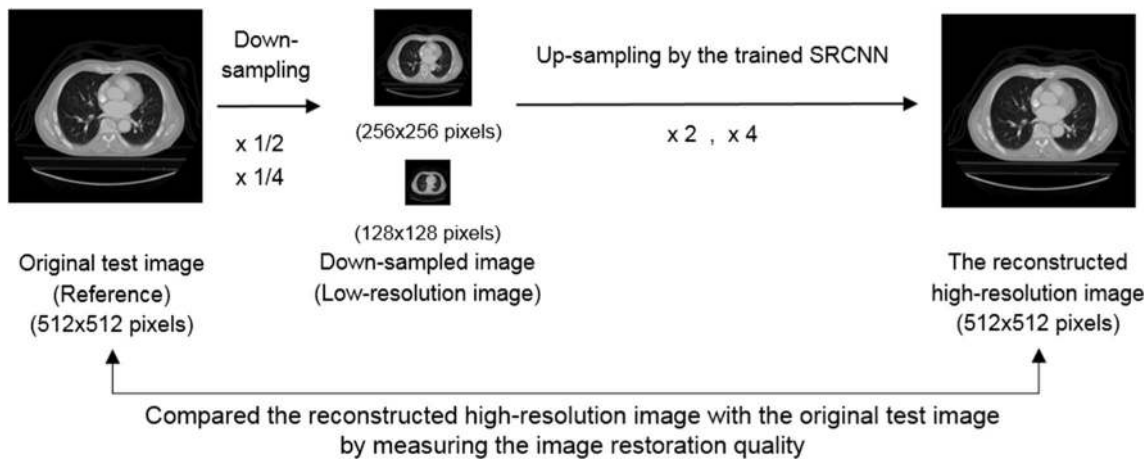 Down-
sampling
x 1/2
x 1/4
(256x256 pixels)
(128x128 pixels)
Up-sampling by the trained SRCNN
x 2 , x 4
Original test image
(Reference)
(512x512 pixels)
Down-sampled image
(Low-resolution image)
The reconstructed
high-resolution image
(512x512 pixels)
Compared the reconstructed high-resolution image with the original test image
by measuring the image restoration quality